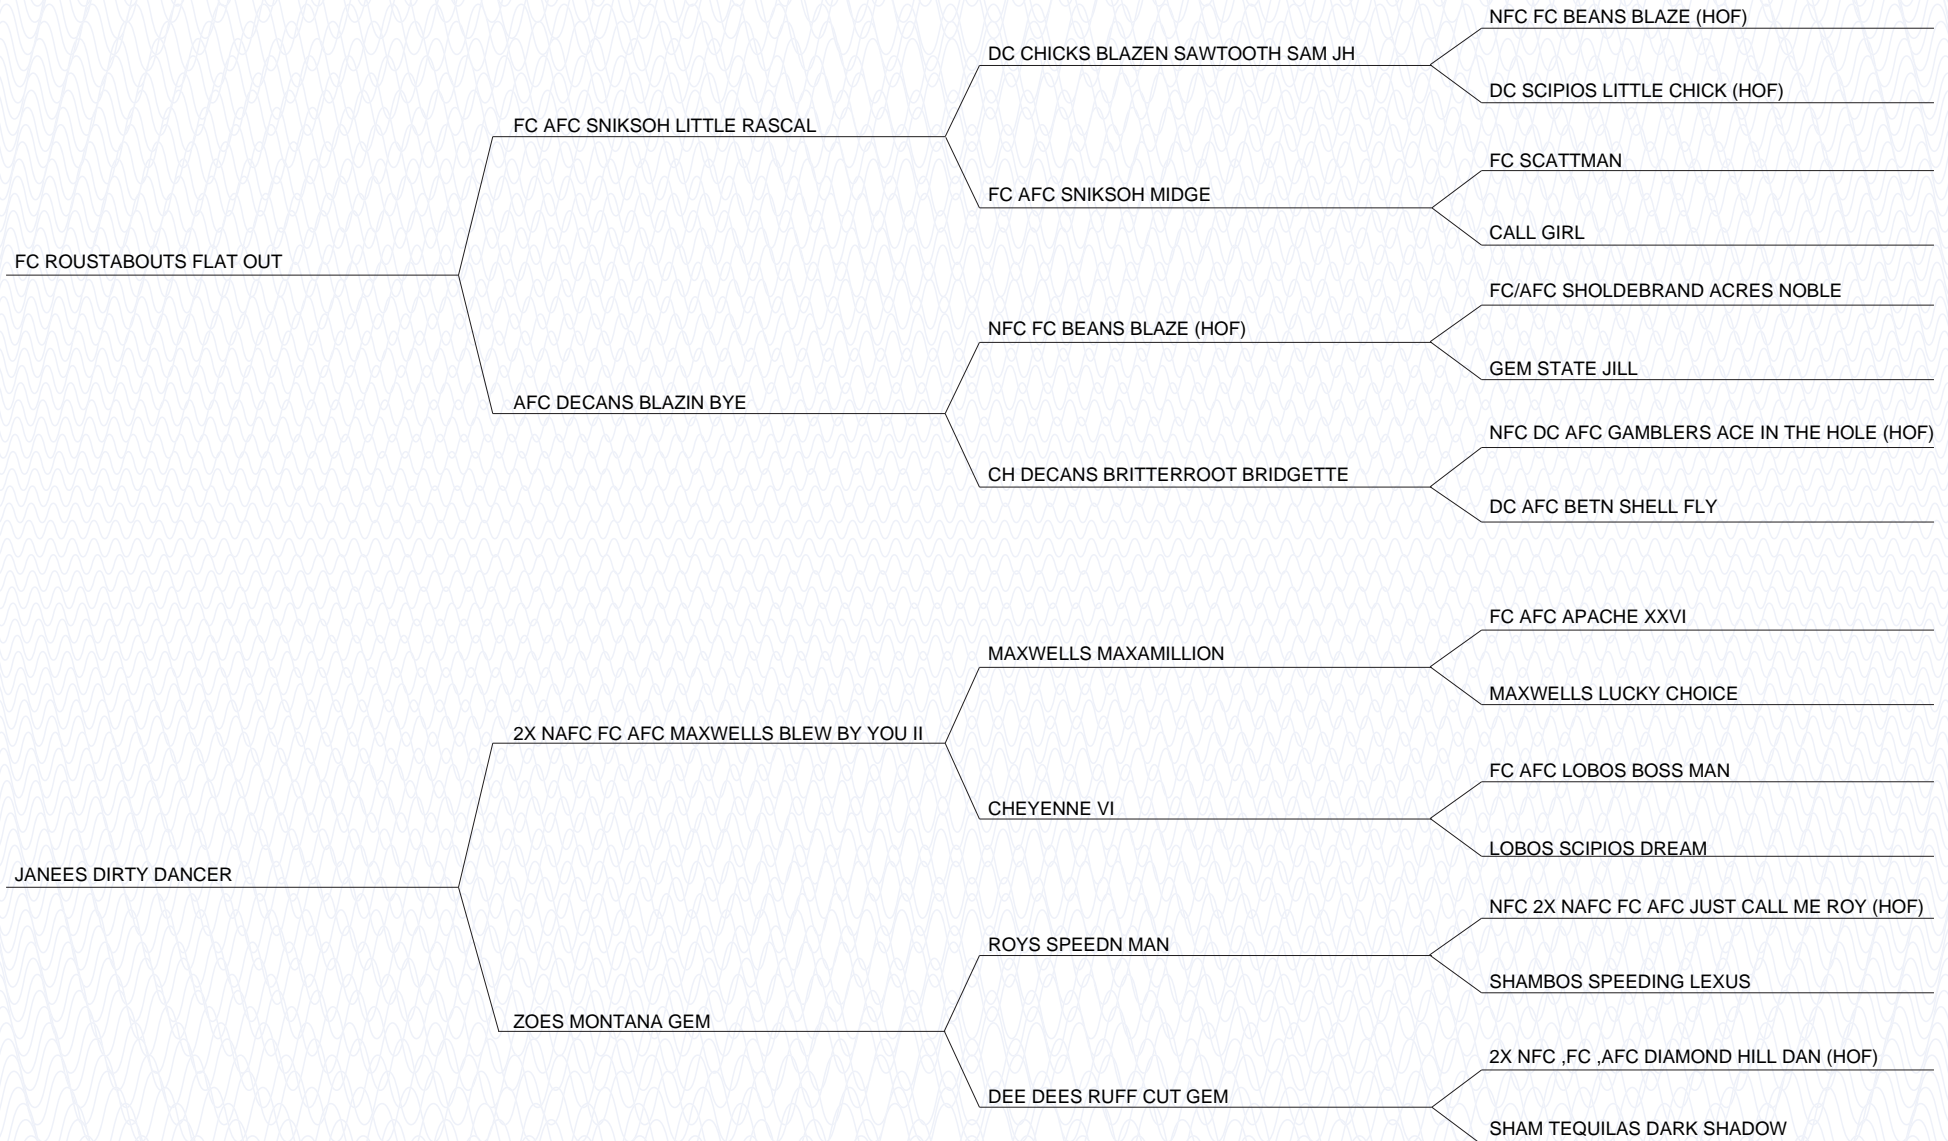 NFC FC BEANS BLAZE (HOF)
DC CHICKS BLAZEN SAWTOOTH SAM JH
DC SCIPIOS LITTLE CHICK (HOF)
FC AFC SNIKSOH LITTLE RASCAL
FC SCATTMAN
FC AFC SNIKSOH MIDGE
CALL GIRL
FC ROUSTABOUTS FLAT OUT
FC/AFC SHOLDEBRAND ACRES NOBLE
NFC FC BEANS BLAZE (HOF)
GEM STATE JILL
AFC DECANS BLAZIN BYE
NFC DC AFC GAMBLERS ACE IN THE HOLE (HOF)
CH DECANS BRITTERROOT BRIDGETTE
DC AFC BETN SHELL FLY
FC AFC APACHE XXVI
MAXWELLS MAXAMILLION
MAXWELLS LUCKY CHOICE
2X NAFC FC AFC MAXWELLS BLEW BY YOU II
FC AFC LOBOS BOSS MAN
CHEYENNE VI
LOBOS SCIPIOS DREAM
JANEES DIRTY DANCER
NFC 2X NAFC FC AFC JUST CALL ME ROY (HOF)
ROYS SPEEDN MAN
SHAMBOS SPEEDING LEXUS
ZOES MONTANA GEM
2X NFC ,FC ,AFC DIAMOND HILL DAN (HOF)
DEE DEES RUFF CUT GEM
SHAM TEQUILAS DARK SHADOW